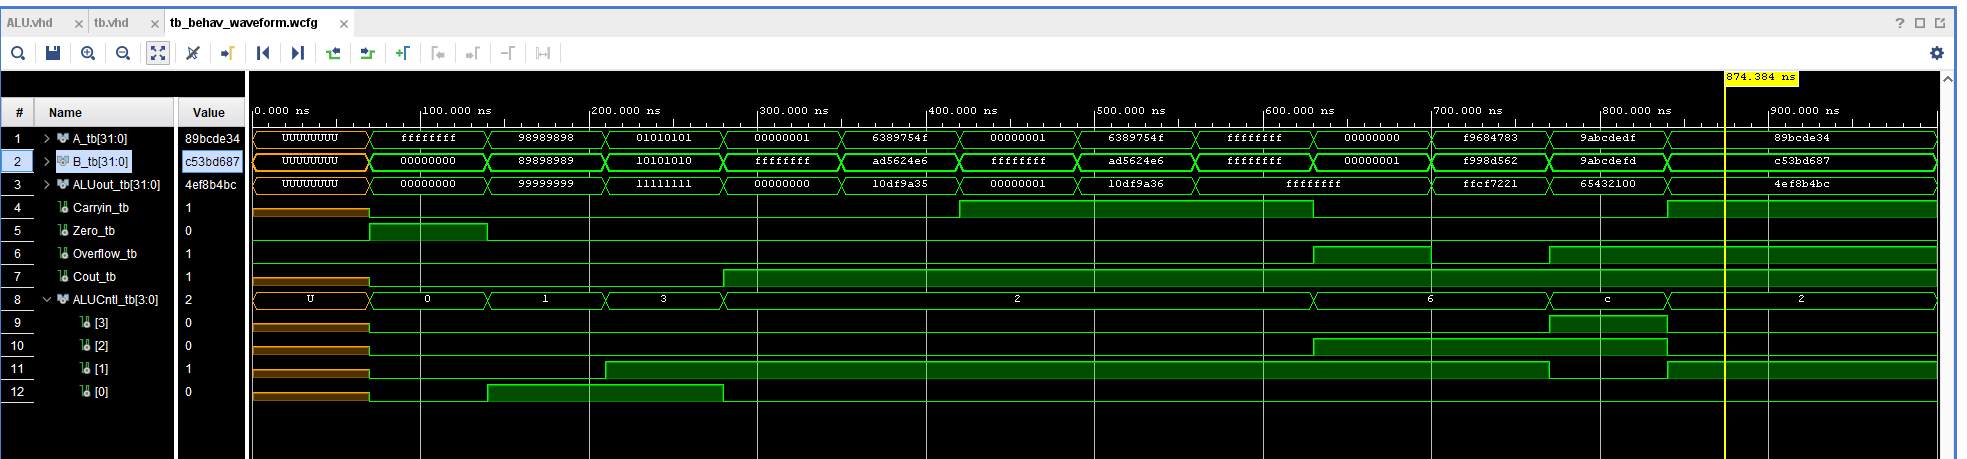 ALU.vhd × tb.vhd × tb_behav_waveform.wcfg × ?
874.384 ns
# Name Value 0.000 ns 100.000 ns 200.000 ns 300.000 ns 400.000 ns 500.000 ns 600.000 ns 700.000 ns 800.000 ns 900.000 ns
1 A_tb[31:0] 89bcde34 UUUUUUUU ffffffff 98989898 01010101 00000001 6389754f 00000001 6389754f ffffffff 00000000 f9684783 9abcdedf 89bcde34
2 B_tb[31:0] c53bd687 UUUUUUUU 00000000 89898989 10101010 ffffffff ad5624e6 ffffffff ad5624e6 ffffffff 00000001 f998d562 9abcdefd c53bd687
3 ALUout_tb[31:0] 4ef8b4bc UUUUUUUU 00000000 99999999 11111111 00000000 10df9a35 00000001 10df9a36 ffffffff ffcf7221 65432100 4ef8b4bc
4 Carryin_tb 1
5 Zero_tb 0
6 Overflow_tb 1
7 Cout_tb 1
8 ALUCntl_tb[3:0] 2 U 0 1 3 2 6 c 2
9 [3] 0
10 [2] 0
11 [1] 1
12 [0] 0